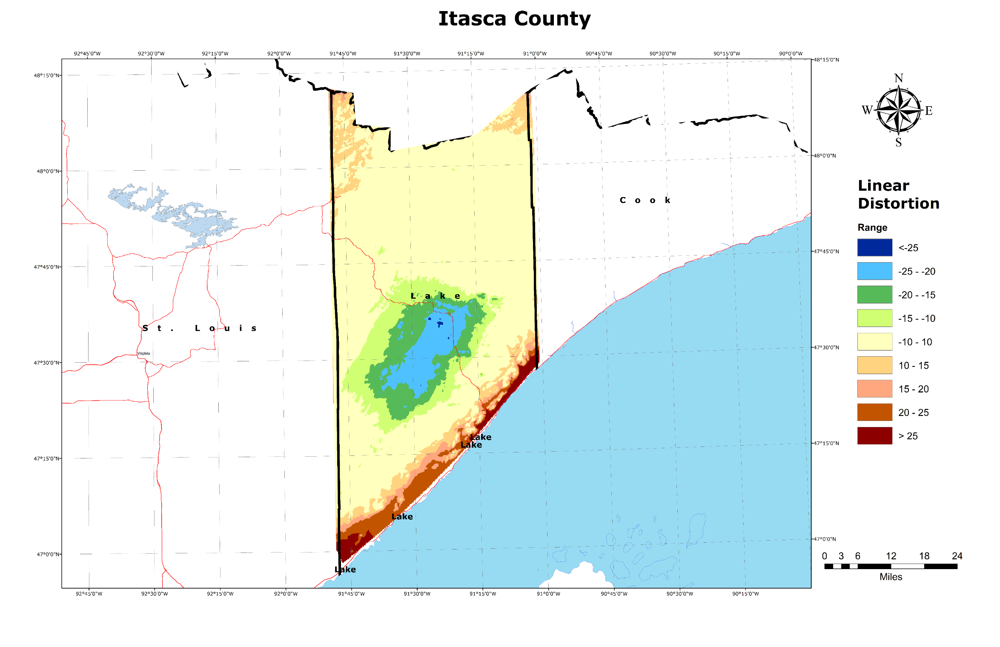 Itasca County
92°45'0"W 92°30'0"W 92°15'0"W 92°0'0"W 91°45'0"W 91°30'0"W 91°15'0"W 91°0'0"W 90°45'0"W 90°30'0"W 90°15'0"W 90°0'0"W
48°15'0"N
48°15'0"N
N
W E
S
48°0'0"N
48°0'0"N
Linear
Distortion
Cook
Range
<-25
47°45'0"N
47°45'0"N
-25 - -20
Lake
-20 - -15
-15 - -10
St. Louis
-10 - 10
47°30'0"N
Virginia
47°30'0"N
10 - 15
15 - 20
20 - 25
> 25
Lake
Lake
47°15'0"N
47°15'0"N
Lake
47°0'0"N
47°0'0"N
0 3 6 12 18 24
Miles
Lake
92°45'0"W 92°30'0"W 92°15'0"W 92°0'0"W 91°45'0"W 91°30'0"W 91°15'0"W 91°0'0"W 90°45'0"W 90°30'0"W 90°15'0"W